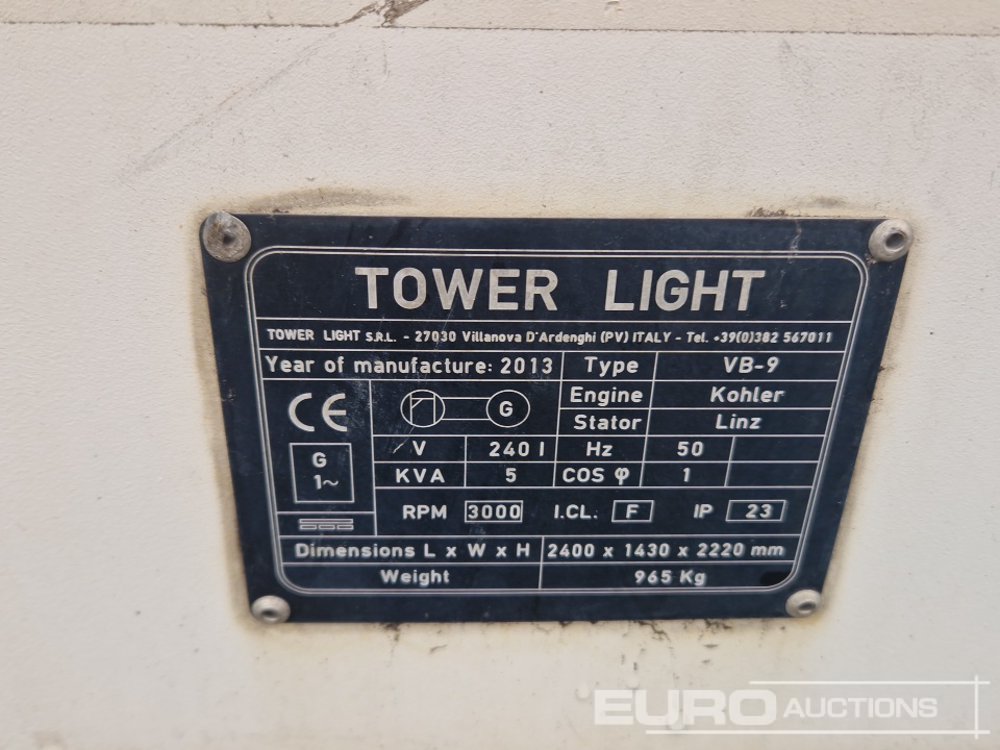 TOWER LIGHT
TOWER LIGHT S.R.L. - 27030 Villanova D'Ardenghi (PV) ITALY - Tel. +39(0)382 567011
Year of manufacture: 2013 Type VB-9
CE Engine Kohler
G
Stator Linz
V 240 I Hz 50
G
1~
KVA 5 COS φ 1
RPM 3000 I.CL. F IP 23
Dimensions L x W x H 2400 x 1430 x 2220 mm
Weight 965 Kg
EURO AUCTIONS